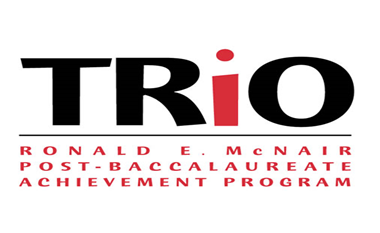 TRiO
RONALD E. McNAIR
POST-BACCALAUREATE
ACHIEVEMENT PROGRAM